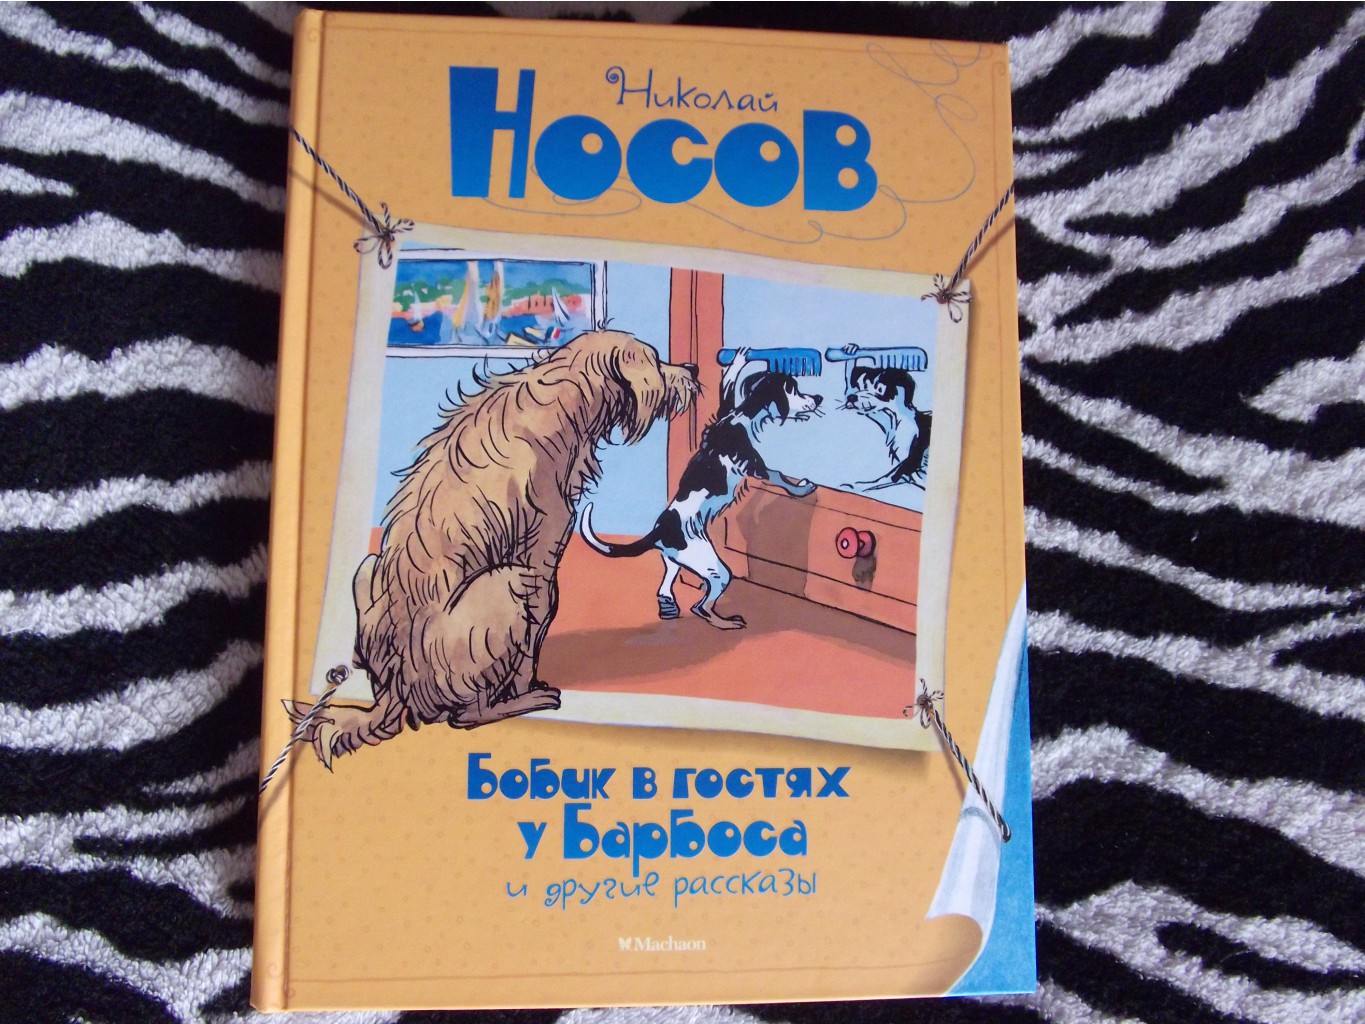 Николай
Носов
Бобик в гостях
у Барбоса
и другие рассказы
Machaon